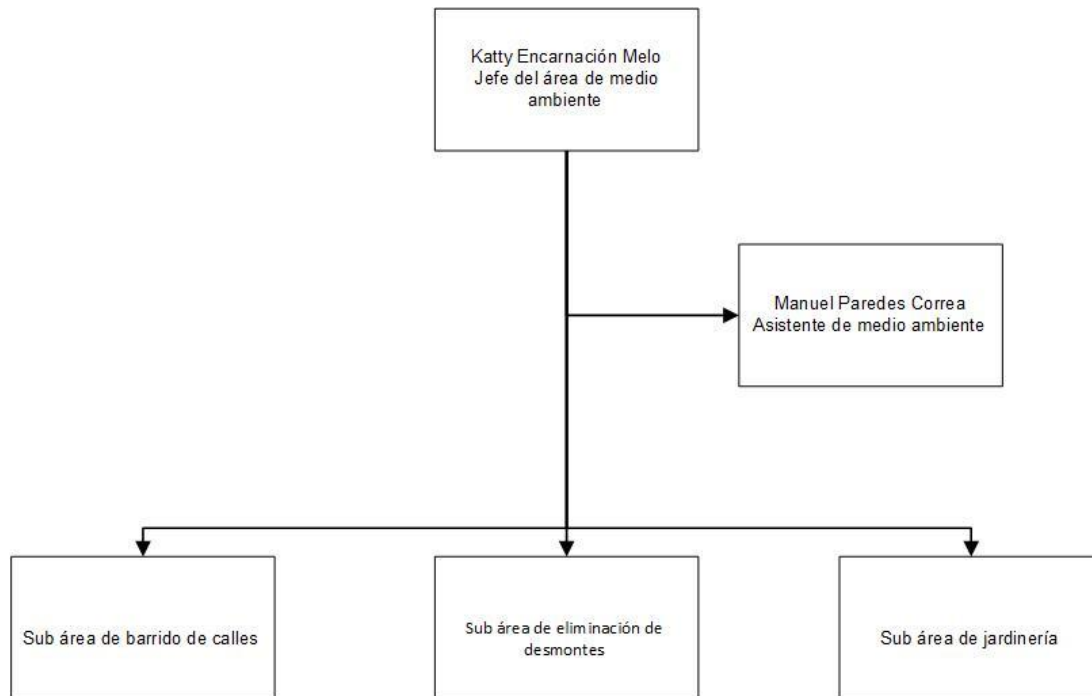 Katty Encarnación Melo
Jefe del área de medio
ambiente
Manuel Paredes Correa
Asistente de medio ambiente
Sub área de barrido de calles
Sub área de eliminación de
desmontes
Sub área de jardinería